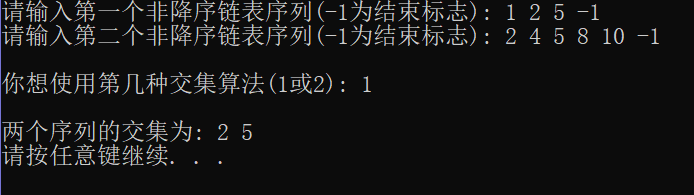 请输入第一个非降序链表序列(-1为结束标志): 1 2 5 -1
请输入第二个非降序链表序列(-1为结束标志): 2 4 5 8 10 -1
你想使用第几种交集算法(1或2): 1
两个序列的交集为: 2 5
请按任意键继续. . .